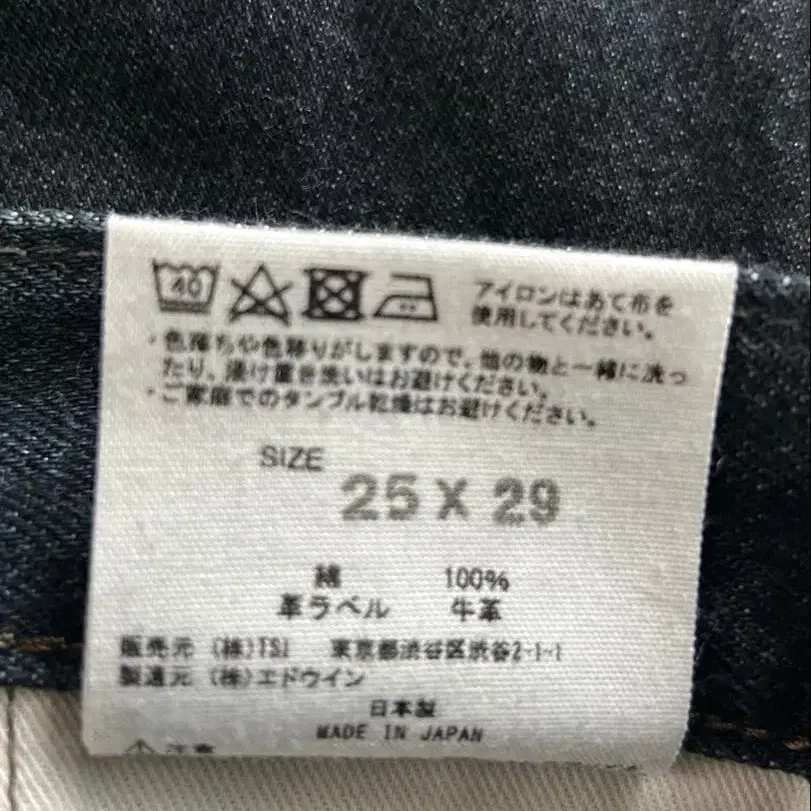 40 アイロンはあて布を
使用してください。
・色落ちや色移りがしますので、他の物と一緒に洗っ
たり、漬け置き洗いはお避けください。
・ご家庭でのタンブル乾燥はお避けください。
SIZE
25 X 29
綿 100%
革ラベル 牛革
販売元 (株)TSI 東京都渋谷区渋谷2-1-1
製造元 (株)エドウイン
日本製
MADE IN JAPAN
⚠ 注意